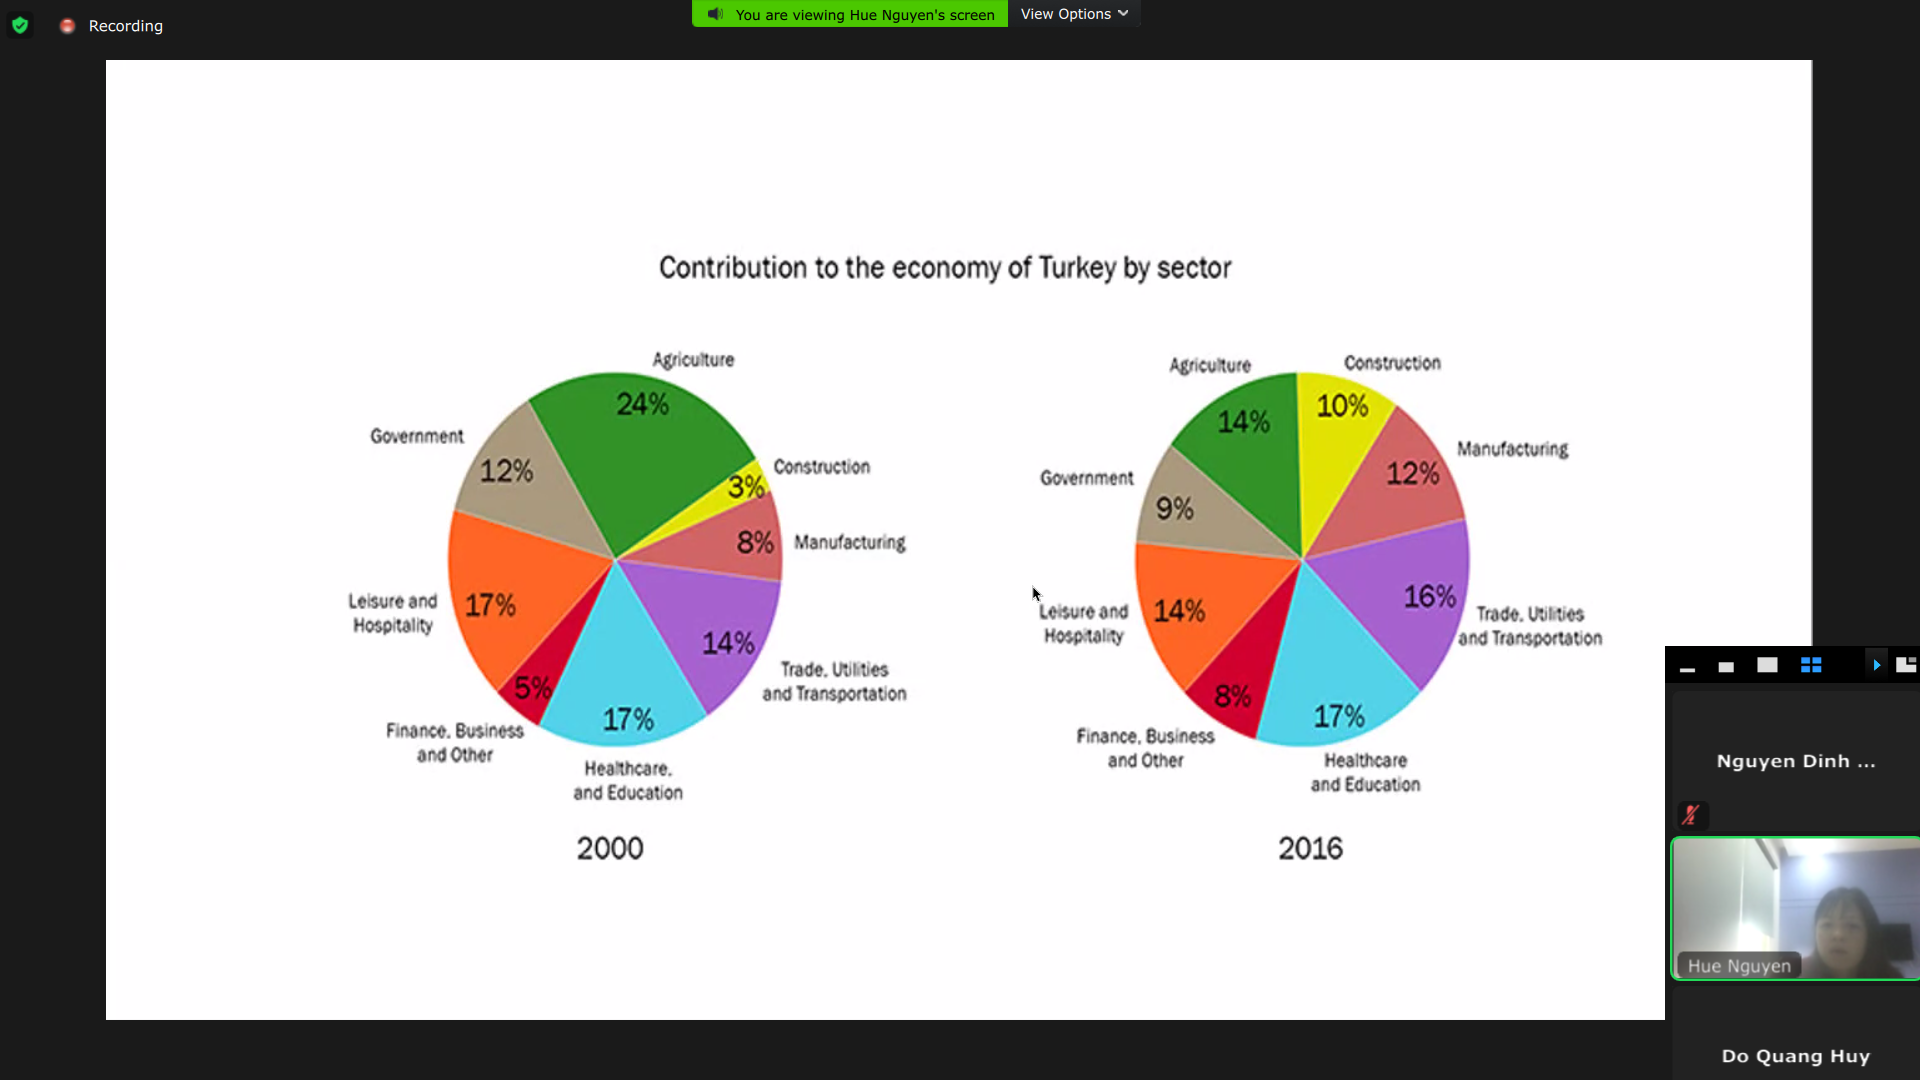 Recording
You are viewing Hue Nguyen's screen
View Options
Contribution to the economy of Turkey by sector
Agriculture
24%
Government
12%
Construction
3%
Manufacturing
8%
Leisure and
Hospitality
17%
14%
Trade, Utilities
and Transportation
5%
Finance, Business
and Other
17%
Healthcare,
and Education
2000
Agriculture
14%
Construction
10%
Manufacturing
12%
Government
9%
Leisure and
Hospitality
14%
16%
Trade, Utilities
and Transportation
8%
Finance, Business
and Other
17%
Healthcare
and Education
2016
Nguyen Dinh ...
Hue Nguyen
Do Quang Huy